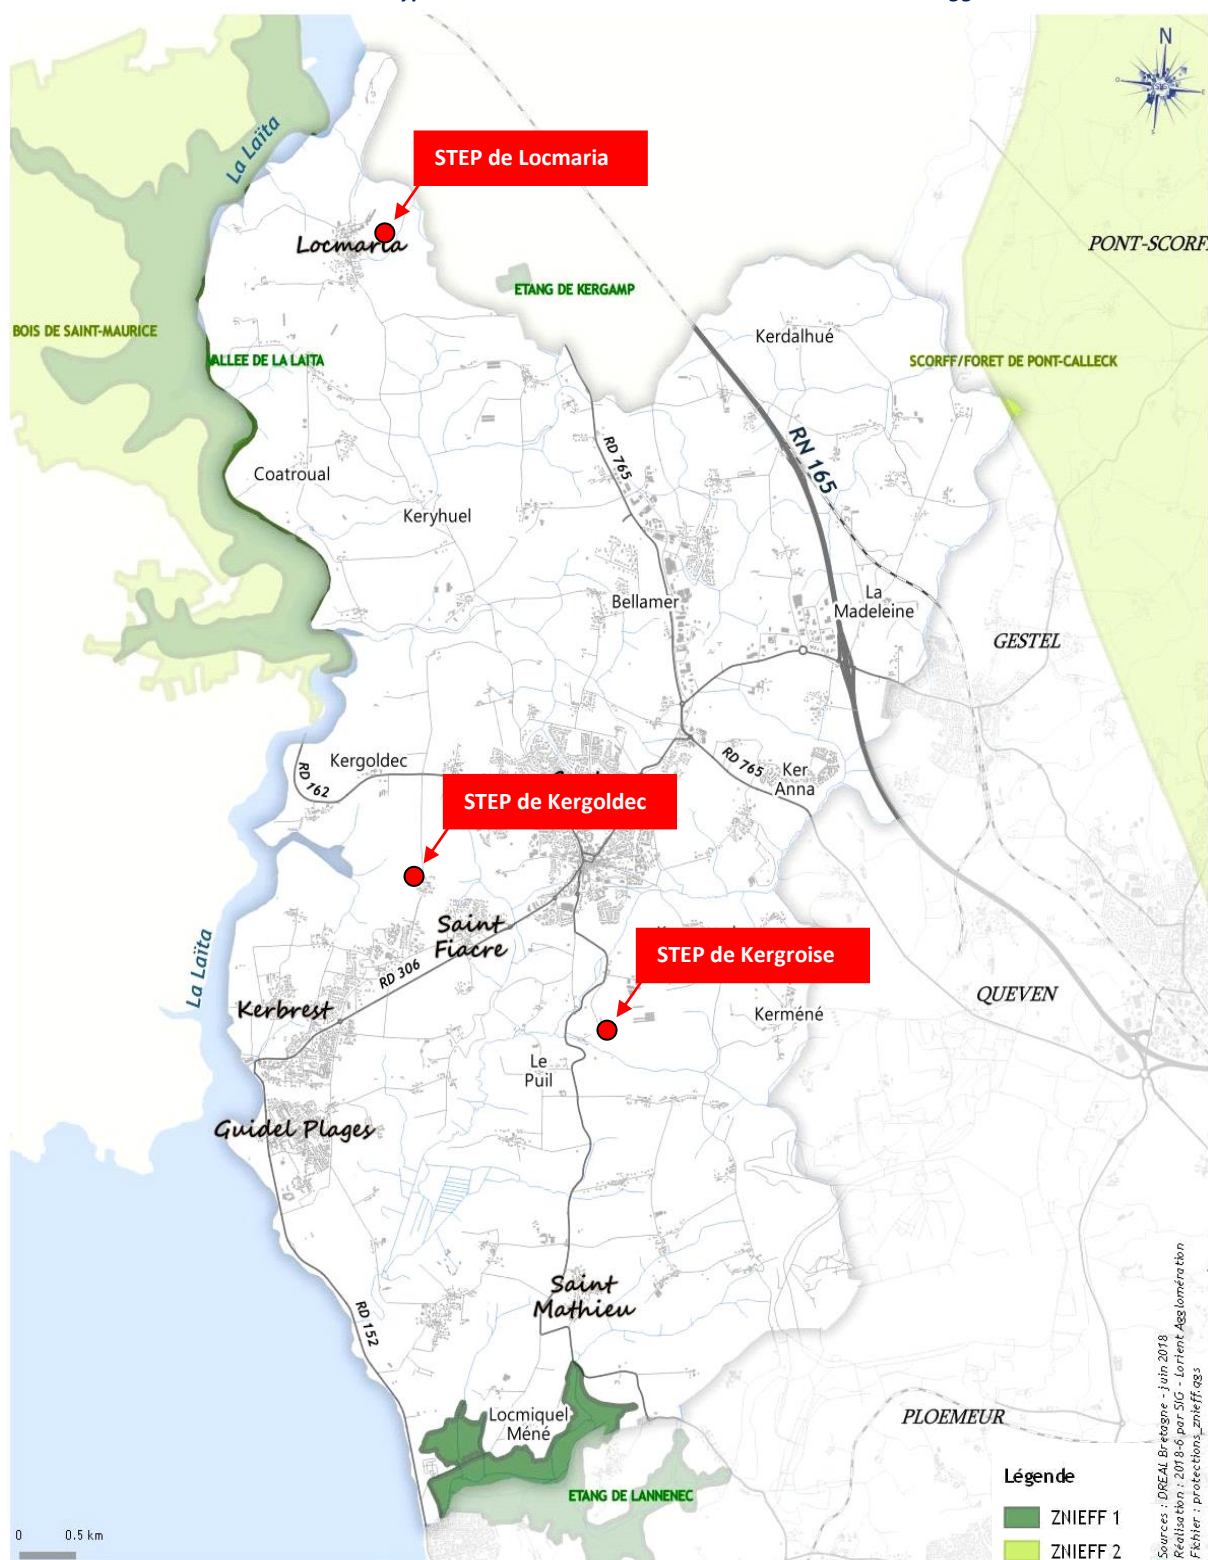 N
La Laïta
STEP de Locmaria
Locmaria
PONT-SCORFF
ETANG DE KERGAMP
BOIS DE SAINT-MAURICE
Kerdalhué
VALLEE DE LA LAITA
SCORFF/FORET DE PONT-CALLECK
RD 765
RN 165
Coatroual
Keryhuel
Bellamer
La
Madeleine
GESTEL
Kergoldec
RD 162
RD 765
Ker
Anna
STEP de Kergoldec
Saint
Fiacre
La Laïta
RD 306
STEP de Kergroise
Kerbrest
QUEVEN
Kerméné
Le
Puil
Guidel Plages
Saint
Mathieu
RD 152
Locmiquel
Méné
PLOEMEUR
ETANG DE LANNENEC
Légende
ZNIEFF 1
ZNIEFF 2
0 0.5 km
Sources : DREAL Bretagne - juin 2018
Réalisation : 2018-6 par SIG - Lorient Agglomération
Fichier : protections_znieff.qgs